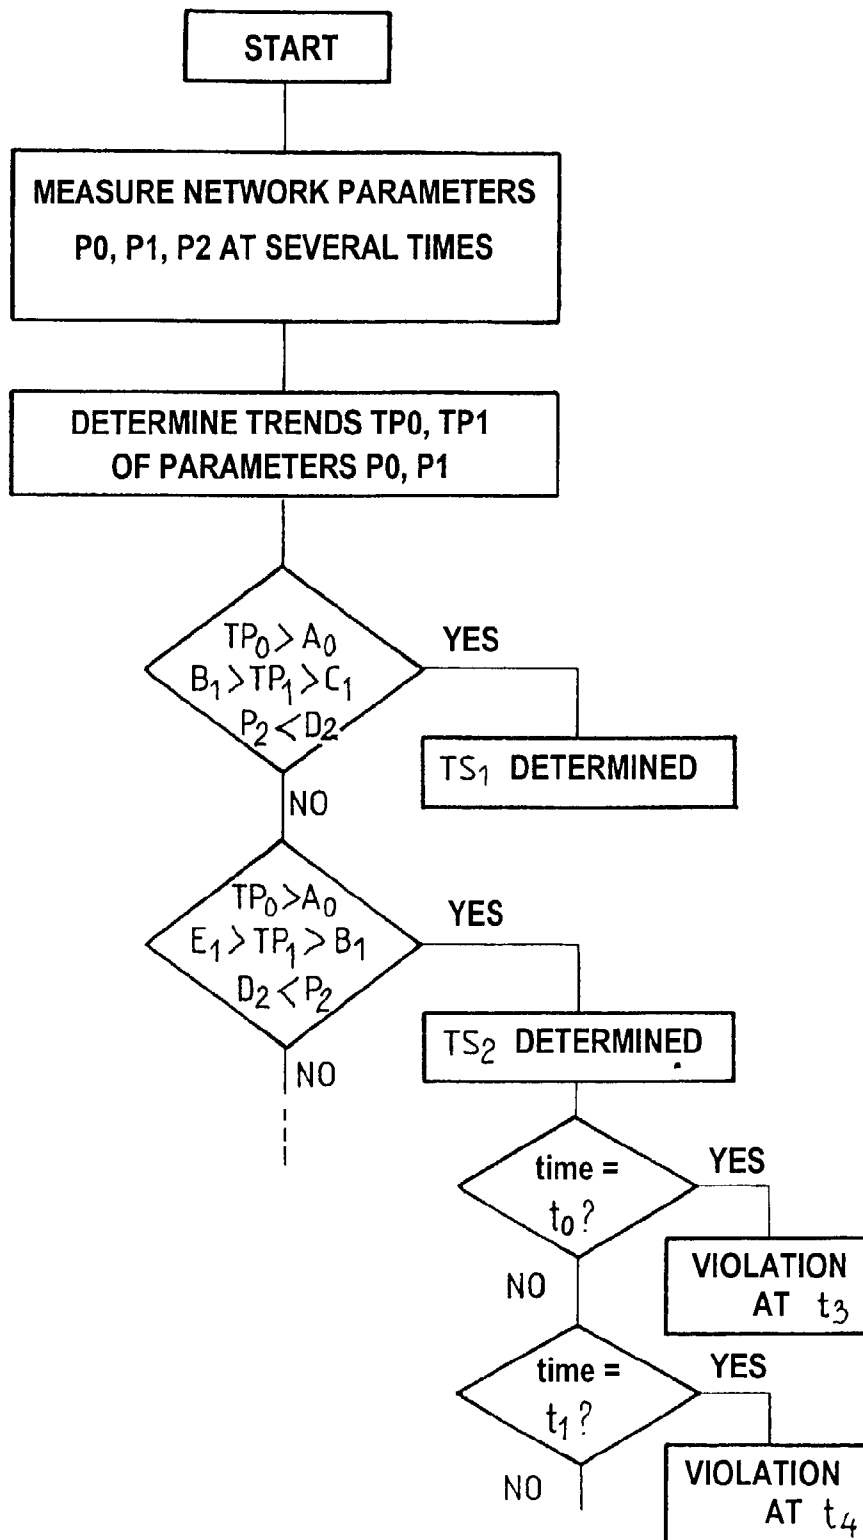 START
MEASURE NETWORK PARAMETERS
P0, P1, P2 AT SEVERAL TIMES
DETERMINE TRENDS TP0, TP1
OF PARAMETERS P0, P1
TP₀>A₀
B₁>TP₁>C₁
P₂<D₂
YES
TS₁ DETERMINED
NO
TP₀>A₀
E₁>TP₁>B₁
D₂<P₂
YES
TS₂ DETERMINED
NO
time =
t₀?
YES
VIOLATION
AT t₃
NO
time =
t₁?
YES
VIOLATION
AT t₄
NO